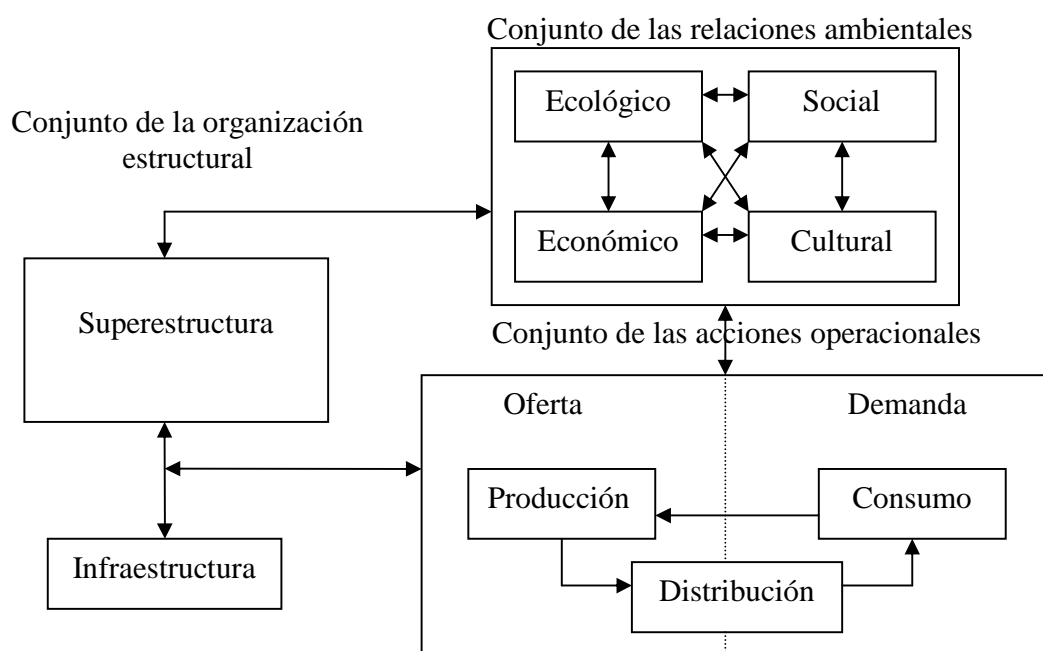 Conjunto de las relaciones ambientales
Ecológico
Social
Conjunto de la organización
estructural
Económico
Cultural
Superestructura
Conjunto de las acciones operacionales
Oferta
Demanda
Producción
Consumo
Infraestructura
Distribución